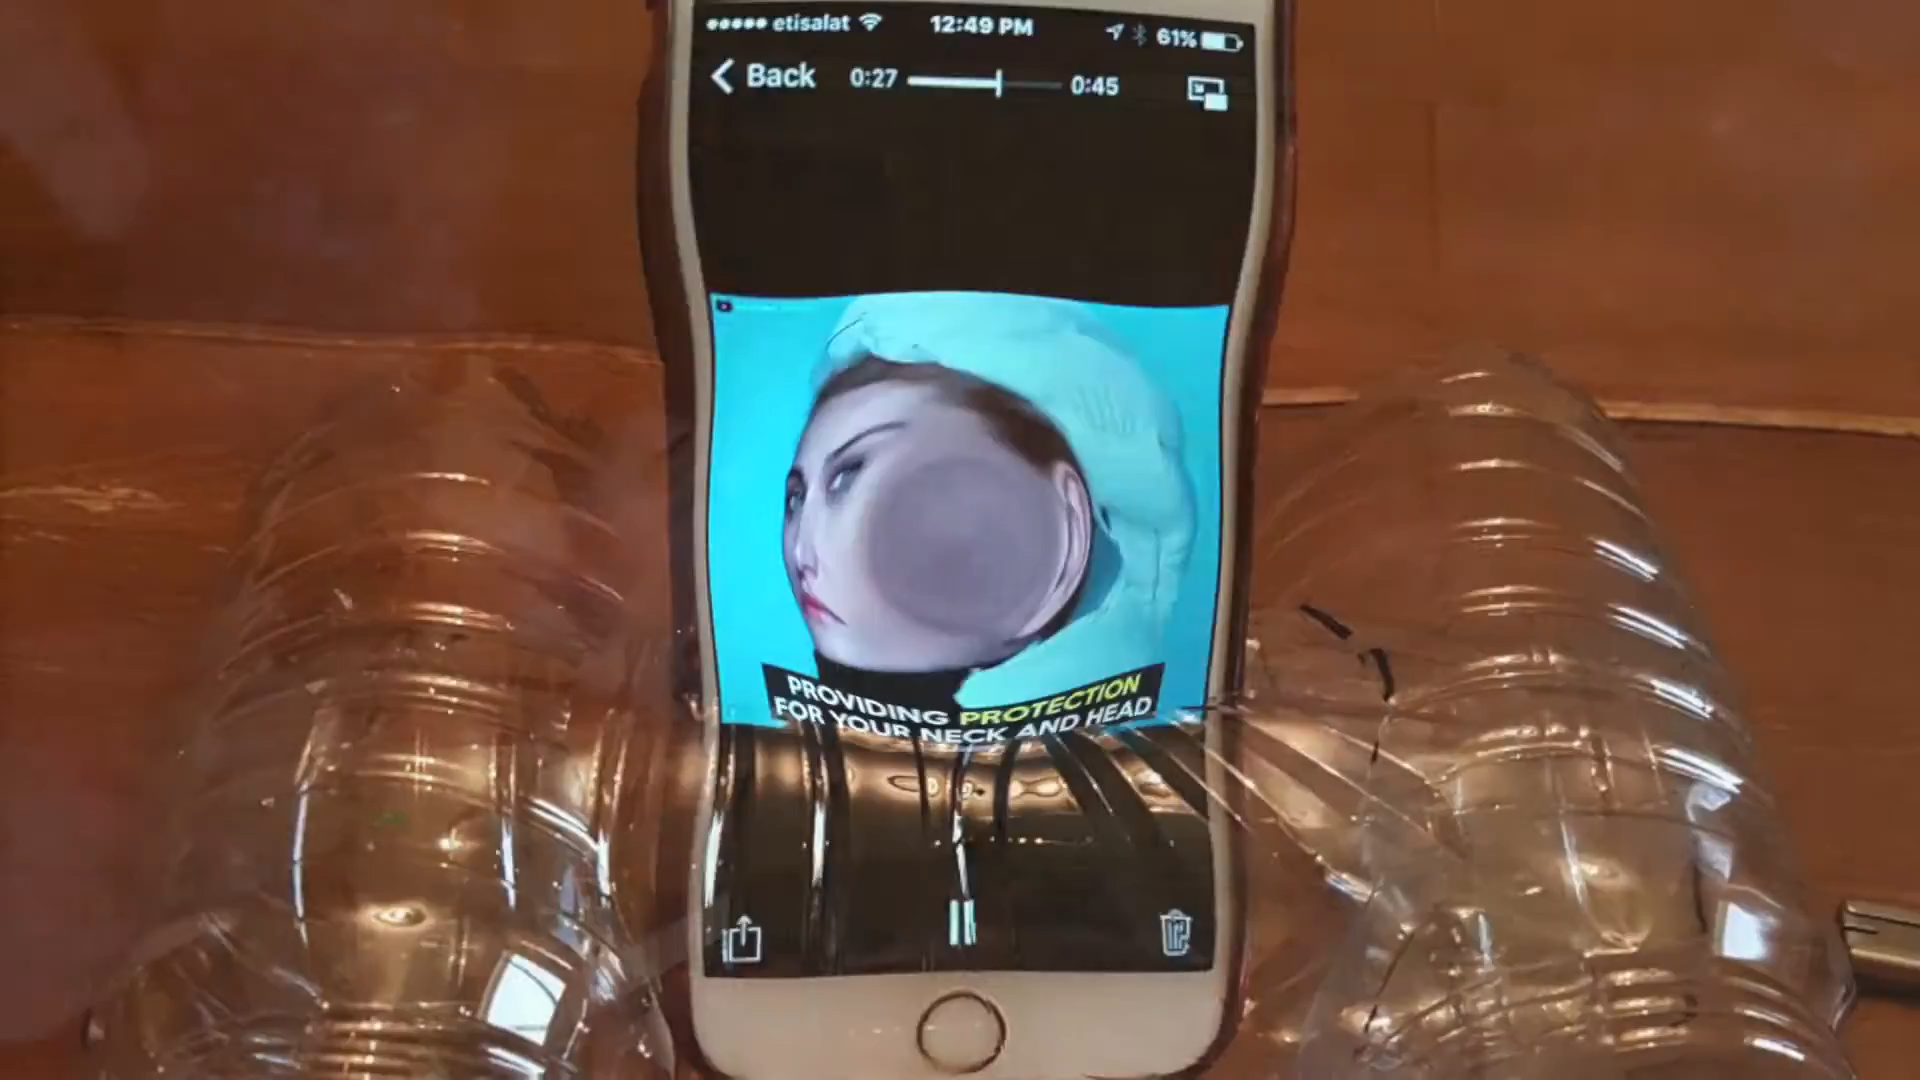 etisalat 12:49 PM 61%
Back 0:27 0:45
PROVIDING PROTECTION
FOR YOUR NECK AND HEAD